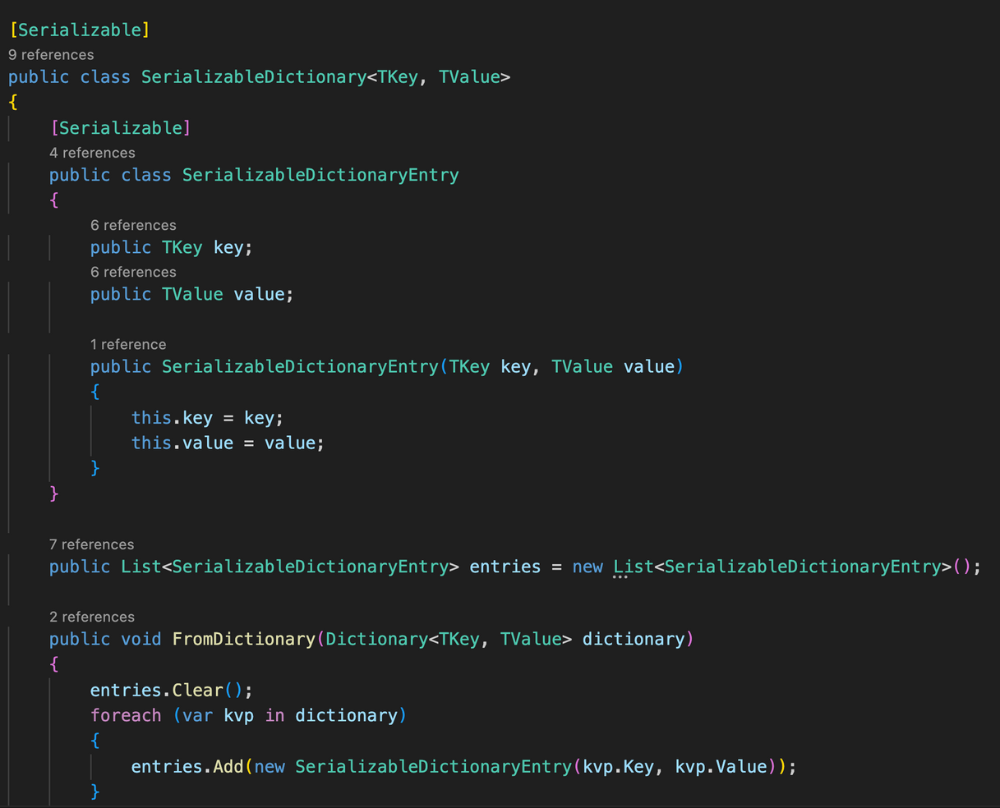 [Serializable]
9 references
public class SerializableDictionary<TKey, TValue>
{
[Serializable]
4 references
public class SerializableDictionaryEntry
{
6 references
public TKey key;
6 references
public TValue value;
1 reference
public SerializableDictionaryEntry(TKey key, TValue value)
{
this.key = key;
this.value = value;
}
}
7 references
public List<SerializableDictionaryEntry> entries = new List<SerializableDictionaryEntry>();
2 references
public void FromDictionary(Dictionary<TKey, TValue> dictionary)
{
entries.Clear();
foreach (var kvp in dictionary)
{
entries.Add(new SerializableDictionaryEntry(kvp.Key, kvp.Value));
}